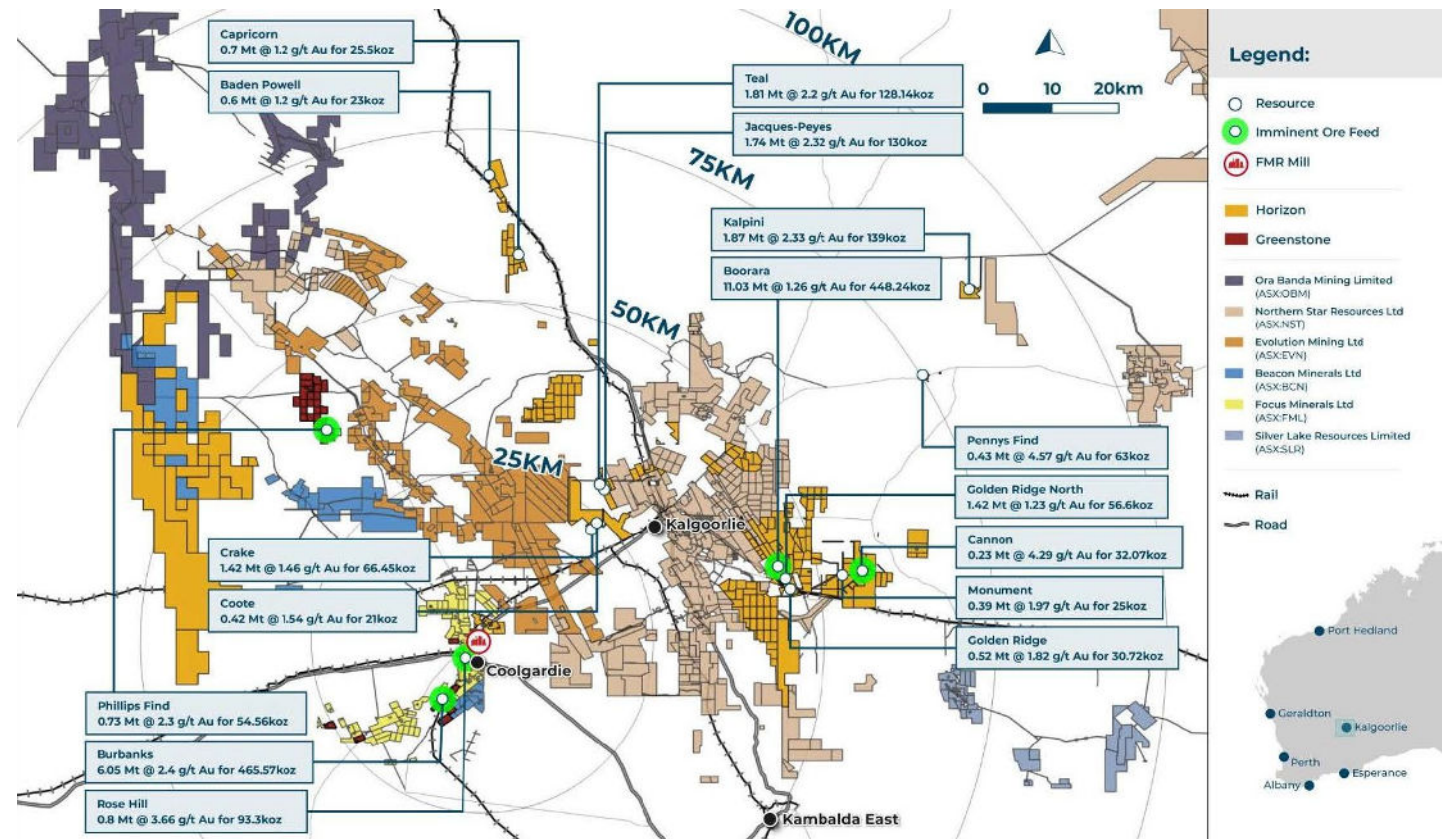 Capricorn
0.7 Mt @ 1.2 g/t Au for 25.5koz
Baden Powell
0.6 Mt @ 1.2 g/t Au for 23koz
100KM
75KM
50KM
25KM
Teal
1.81 Mt @ 2.2 g/t Au for 128.14koz
Jacques-Peyes
1.74 Mt @ 2.32 g/t Au for 130koz
0 10 20km
Kalpini
1.87 Mt @ 2.33 g/t Au for 139koz
Boorara
11.03 Mt @ 1.26 g/t Au for 448.24koz
Pennys Find
0.43 Mt @ 4.57 g/t Au for 63koz
Golden Ridge North
1.42 Mt @ 1.23 g/t Au for 56.6koz
Cannon
0.23 Mt @ 4.29 g/t Au for 32.07koz
Monument
0.39 Mt @ 1.97 g/t Au for 25koz
Golden Ridge
0.52 Mt @ 1.82 g/t Au for 30.72koz
Kalgoorlie
Crake
1.42 Mt @ 1.46 g/t Au for 66.45koz
Coote
0.42 Mt @ 1.54 g/t Au for 21koz
Coolgardie
Phillips Find
0.73 Mt @ 2.3 g/t Au for 54.56koz
Burbanks
6.05 Mt @ 2.4 g/t Au for 465.57koz
Rose Hill
0.8 Mt @ 3.66 g/t Au for 93.3koz
Kambalda East
Legend:
Resource
Imminent Ore Feed
FMR Mill
Horizon
Greenstone
Ora Banda Mining Limited
(ASX:OBM)
Northern Star Resources Ltd
(ASX:NST)
Evolution Mining Ltd
(ASX:EVN)
Beacon Minerals Ltd
(ASX:BCN)
Focus Minerals Ltd
(ASX:FML)
Silver Lake Resources Limited
(ASX:SLR)
Rail
Road
Port Hedland
Geraldton
Kalgoorlie
Perth
Esperance
Albany